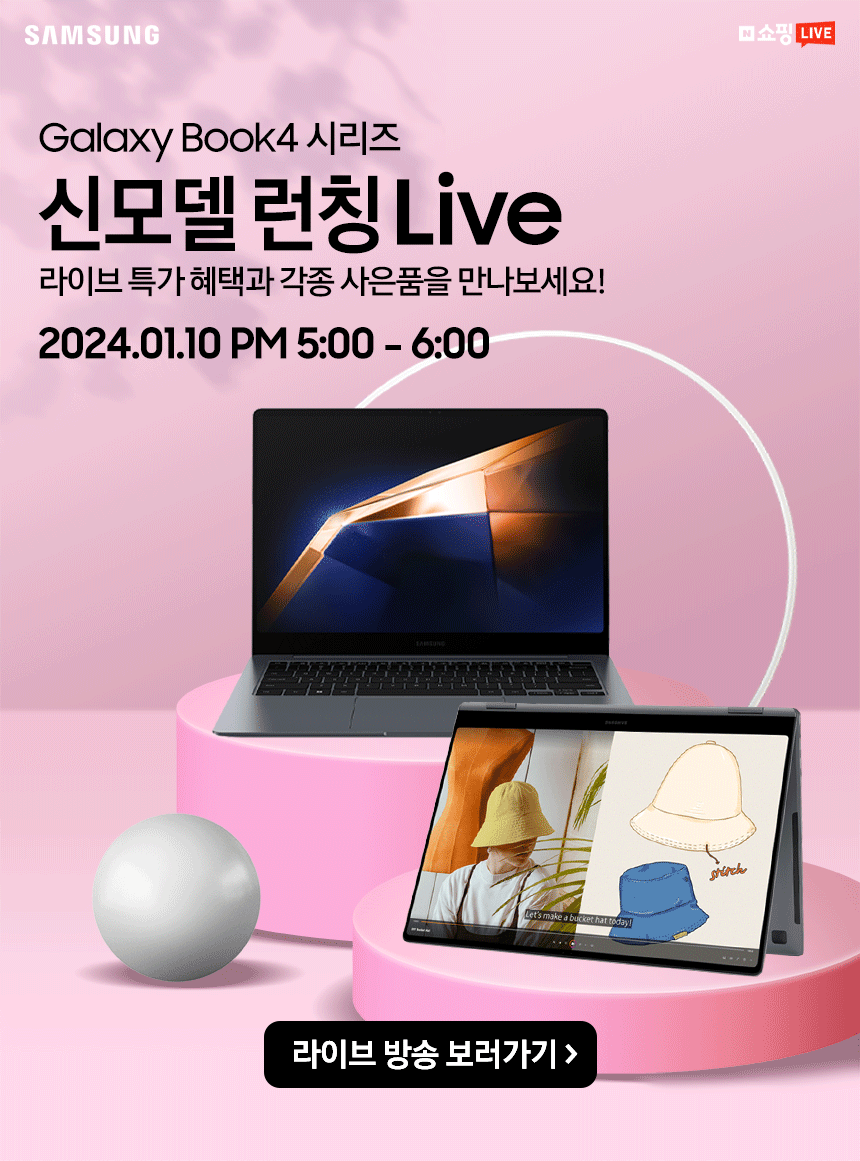 SAMSUNG
N 쇼핑 LIVE
Galaxy Book4 시리즈
신모델 런칭 Live
라이브 특가 혜택과 각종 사은품을 만나보세요!
2024.01.10 PM 5:00 - 6:00
SAMSUNG
SAMSUNG
stitch
Let's make a bucket hat today!
라이브 방송 보러가기 >